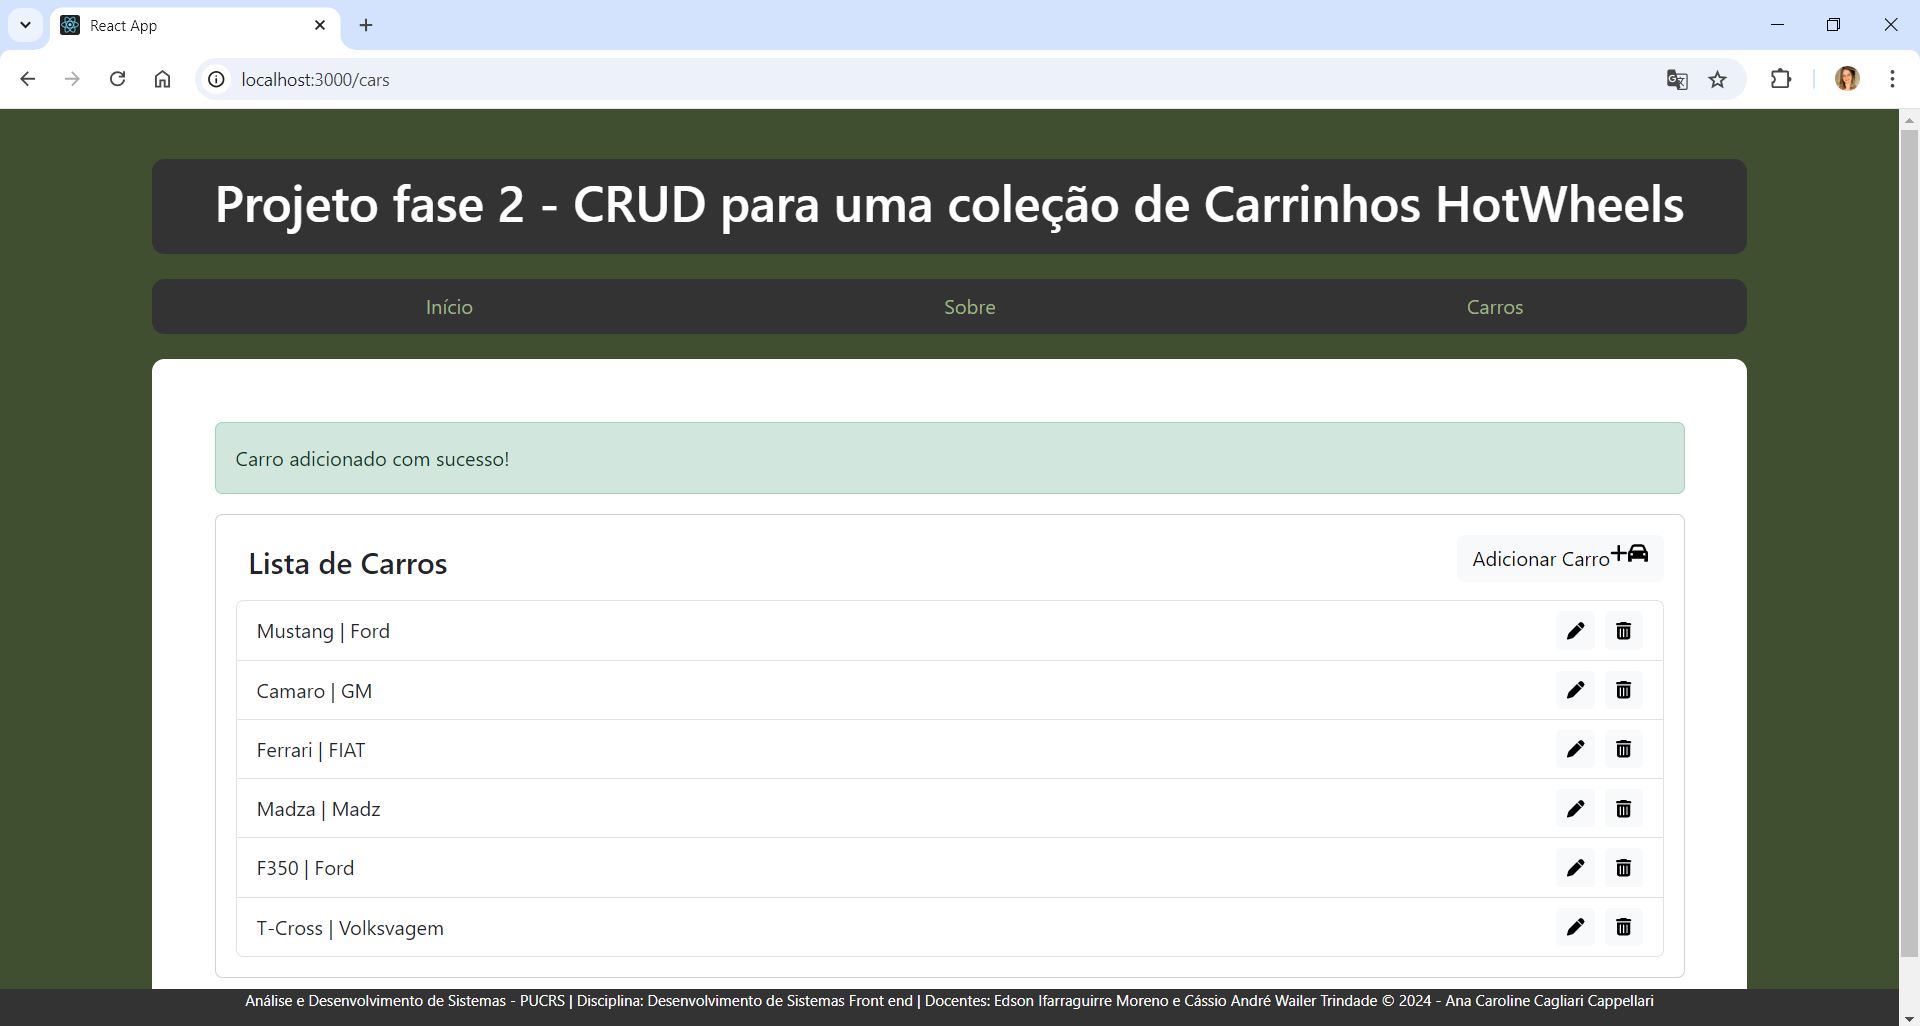 React App
localhost:3000/cars
Projeto fase 2 - CRUD para uma coleção de Carrinhos HotWheels
Início Sobre Carros
Carro adicionado com sucesso!
Lista de Carros
Adicionar Carro
Mustang | Ford
Camaro | GM
Ferrari | FIAT
Madza | Madz
F350 | Ford
T-Cross | Volksvagem
Análise e Desenvolvimento de Sistemas - PUCRS | Disciplina: Desenvolvimento de Sistemas Front end | Docentes: Edson Ifarraguirre Moreno e Cássio André Wailer Trindade © 2024 - Ana Caroline Cagliari Cappellari